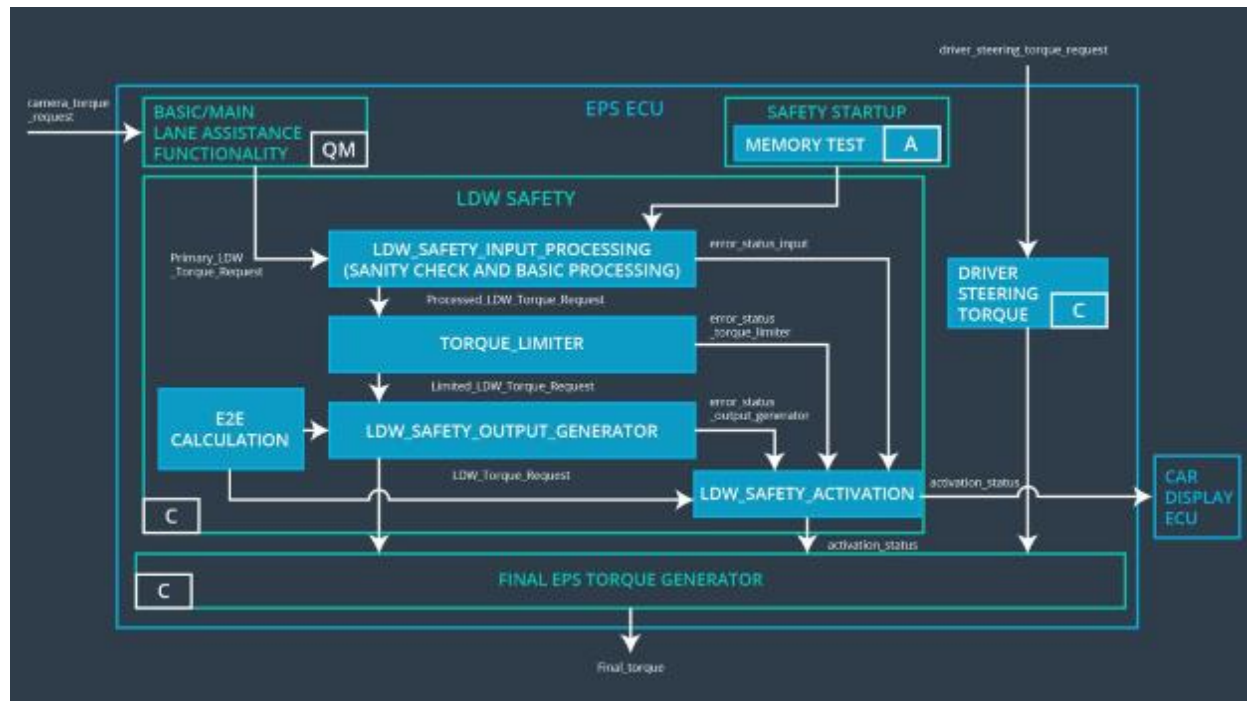 driver_steering_torque_request
camera_torque
_request
BASIC/MAIN
LANE ASSISTANCE
FUNCTIONALITY
QM
EPS ECU
SAFETY STARTUP
MEMORY TEST
A
LDW SAFETY
Primary_LDW
_Torque_Request
LDW_SAFETY_INPUT_PROCESSING
(SANITY CHECK AND BASIC PROCESSING)
error_status_input
DRIVER
STEERING
TORQUE
C
Processed_LDW_Torque_Request
TORQUE_LIMITER
error_status
_torque_limiter
Limited_LDW_Torque_Request
E2E
CALCULATION
LDW_SAFETY_OUTPUT_GENERATOR
error_status
_output_generator
LDW_Torque_Request
LDW_SAFETY_ACTIVATION
activation_status
CAR
DISPLAY
ECU
C
activation_status
C
FINAL EPS TORQUE GENERATOR
Final_torque